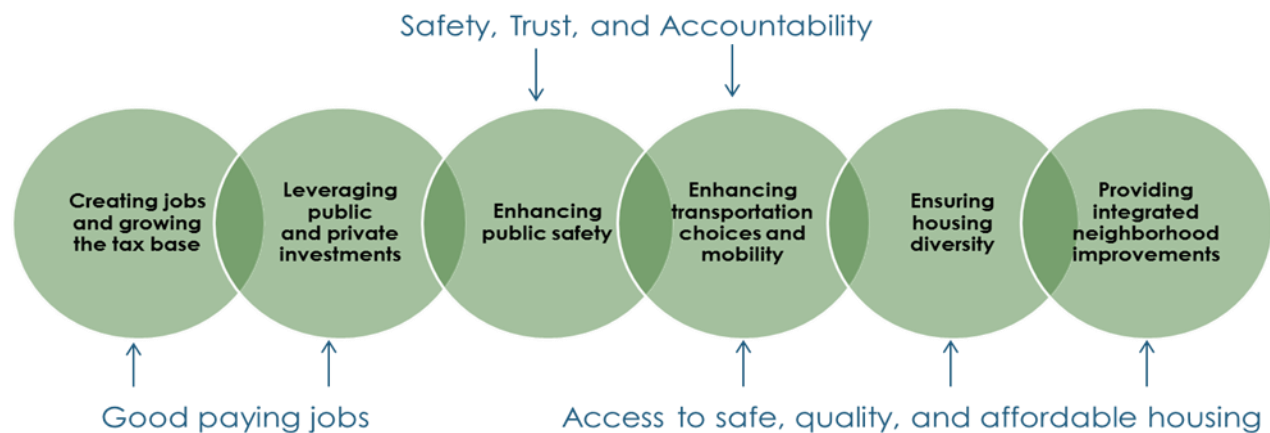 Safety, Trust, and Accountability
Creating jobs
and growing
the tax base
Leveraging
public
and private
investments
Enhancing
public safety
Enhancing
transportation
choices and
mobility
Ensuring
housing
diversity
Providing
integrated
neighborhood
improvements
Good paying jobs
Access to safe, quality, and affordable housing